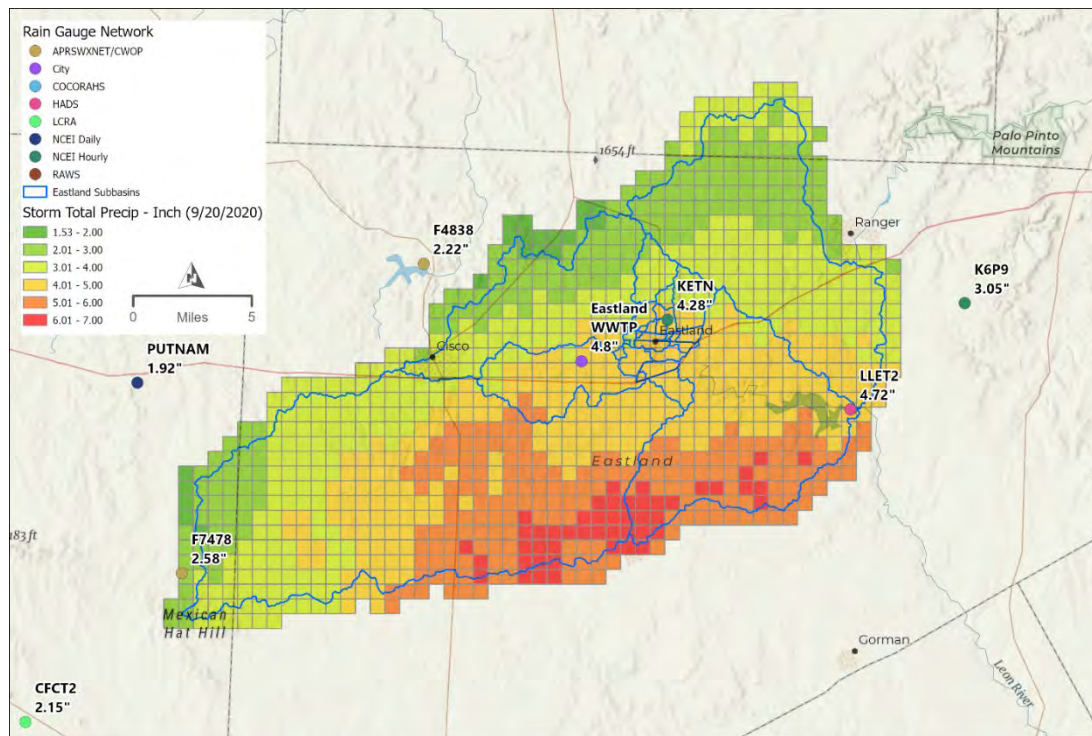 Rain Gauge Network
APRSWXNET/CWOP
City
COCORAHS
HADS
LCRA
NCEI Daily
NCEI Hourly
RAWS
Eastland Subbasins
Storm Total Precip - Inch (9/20/2020)
1.53 - 2.00
2.01 - 3.00
3.01 - 4.00
4.01 - 5.00
5.01 - 6.00
6.01 - 7.00
0
5
Miles
1654 ft
Palo Pinto
Mountains
Ranger
F4838
2.22"
K6P9
3.05"
KETN
4.28"
Eastland
WWTP
4.8"
Eastland
Cisco
PUTNAM
1.92"
LLET2
4.72"
Eastland
183 ft
F7478
2.58"
Mexican
Hat Hill
Gorman
Leon River
CFCT2
2.15"